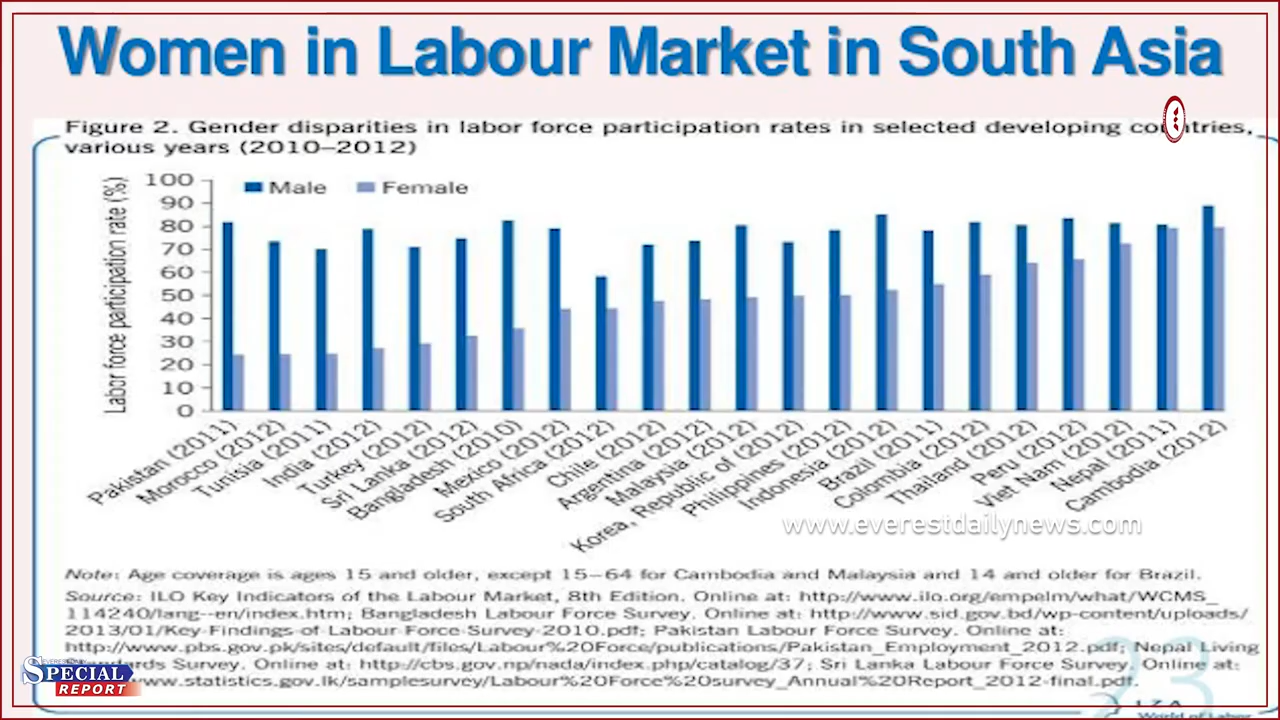 Women in Labour Market in South Asia
Figure 2. Gender disparities in labor force participation rates in selected developing countries,
various years (2010–2012)
Labor force participation rate (%)
100
90
80
70
60
50
40
30
20
10
0
Male
Female
Pakistan (2011)
Morocco (2012)
Tunisia (2011)
India (2012)
Turkey (2012)
Sri Lanka (2012)
Bangladesh (2010)
Mexico (2012)
South Africa (2012)
Chile (2012)
Argentina (2012)
Malaysia (2012)
Korea, Republic of (2012)
Philippines (2012)
Indonesia (2012)
Brazil (2011)
Colombia (2012)
Thailand (2012)
Peru (2012)
Viet Nam (2012)
Nepal (2011)
Cambodia (2012)
www.everestdailynews.com
Note: Age coverage is ages 15 and older, except 15–64 for Cambodia and Malaysia and 14 and older for Brazil.
Source: ILO Key Indicators of the Labour Market, 8th Edition. Online at: http://www.ilo.org/empelm/what/WCMS_
114240/lang--en/index.htm; Bangladesh Labour Force Survey. Online at: http://www.sid.gov.bd/wp-content/uploads/
2013/01/Key-Findings-of-Labour-Force-Survey-2010.pdf; Pakistan Labour Force Survey. Online at:
http://www.pbs.gov.pk/sites/default/files/Labour%20Force/publications/Pakistan_Employment_2012.pdf; Nepal Living
Survey. Online at: http://cbs.gov.np/nada/index.php/catalog/37; Sri Lanka Labour Force Survey. Online at:
www.statistics.gov.lk/samplesurvey/Labour%20Force%20survey_Annual%20Report_2012-final.pdf.
SPECIAL
REPORT
23
IZA
World of Labor